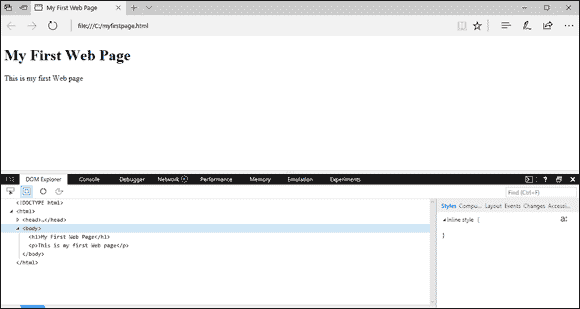 My First Web Page
file:///C:/myfirstpage.html
My First Web Page
This is my first Web page
DOM Explorer Console Debugger Network Performance Memory Emulation Experiments
Find (Ctrl+F)
<!DOCTYPE html>
<html>
<head>...</head>
<body>
<h1>My First Web Page</h1>
<p>This is my first Web page</p>
</body>
</html>
Styles Compu... Layout Events Changes Accessi...
Inline style {
a:
}